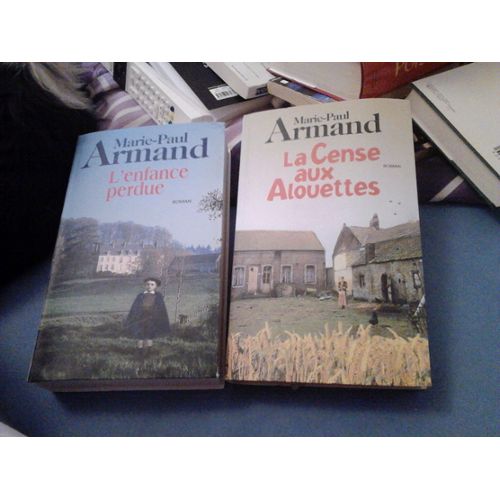 Marie-Paul
Armand
L'enfance
perdue
ROMAN
Marie-Paul
Armand
La Cense
aux
Alouettes
ROMAN